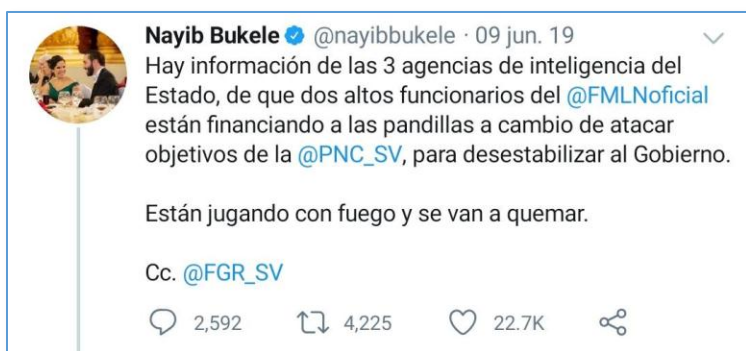 Nayib Bukele @nayibbukele · 09 jun. 19
Hay información de las 3 agencias de inteligencia del
Estado, de que dos altos funcionarios del @FMLNoficial
están financiando a las pandillas a cambio de atacar
objetivos de la @PNC_SV, para desestabilizar al Gobierno.
Están jugando con fuego y se van a quemar.
Cc. @FGR_SV
2,592 4,225 22.7K